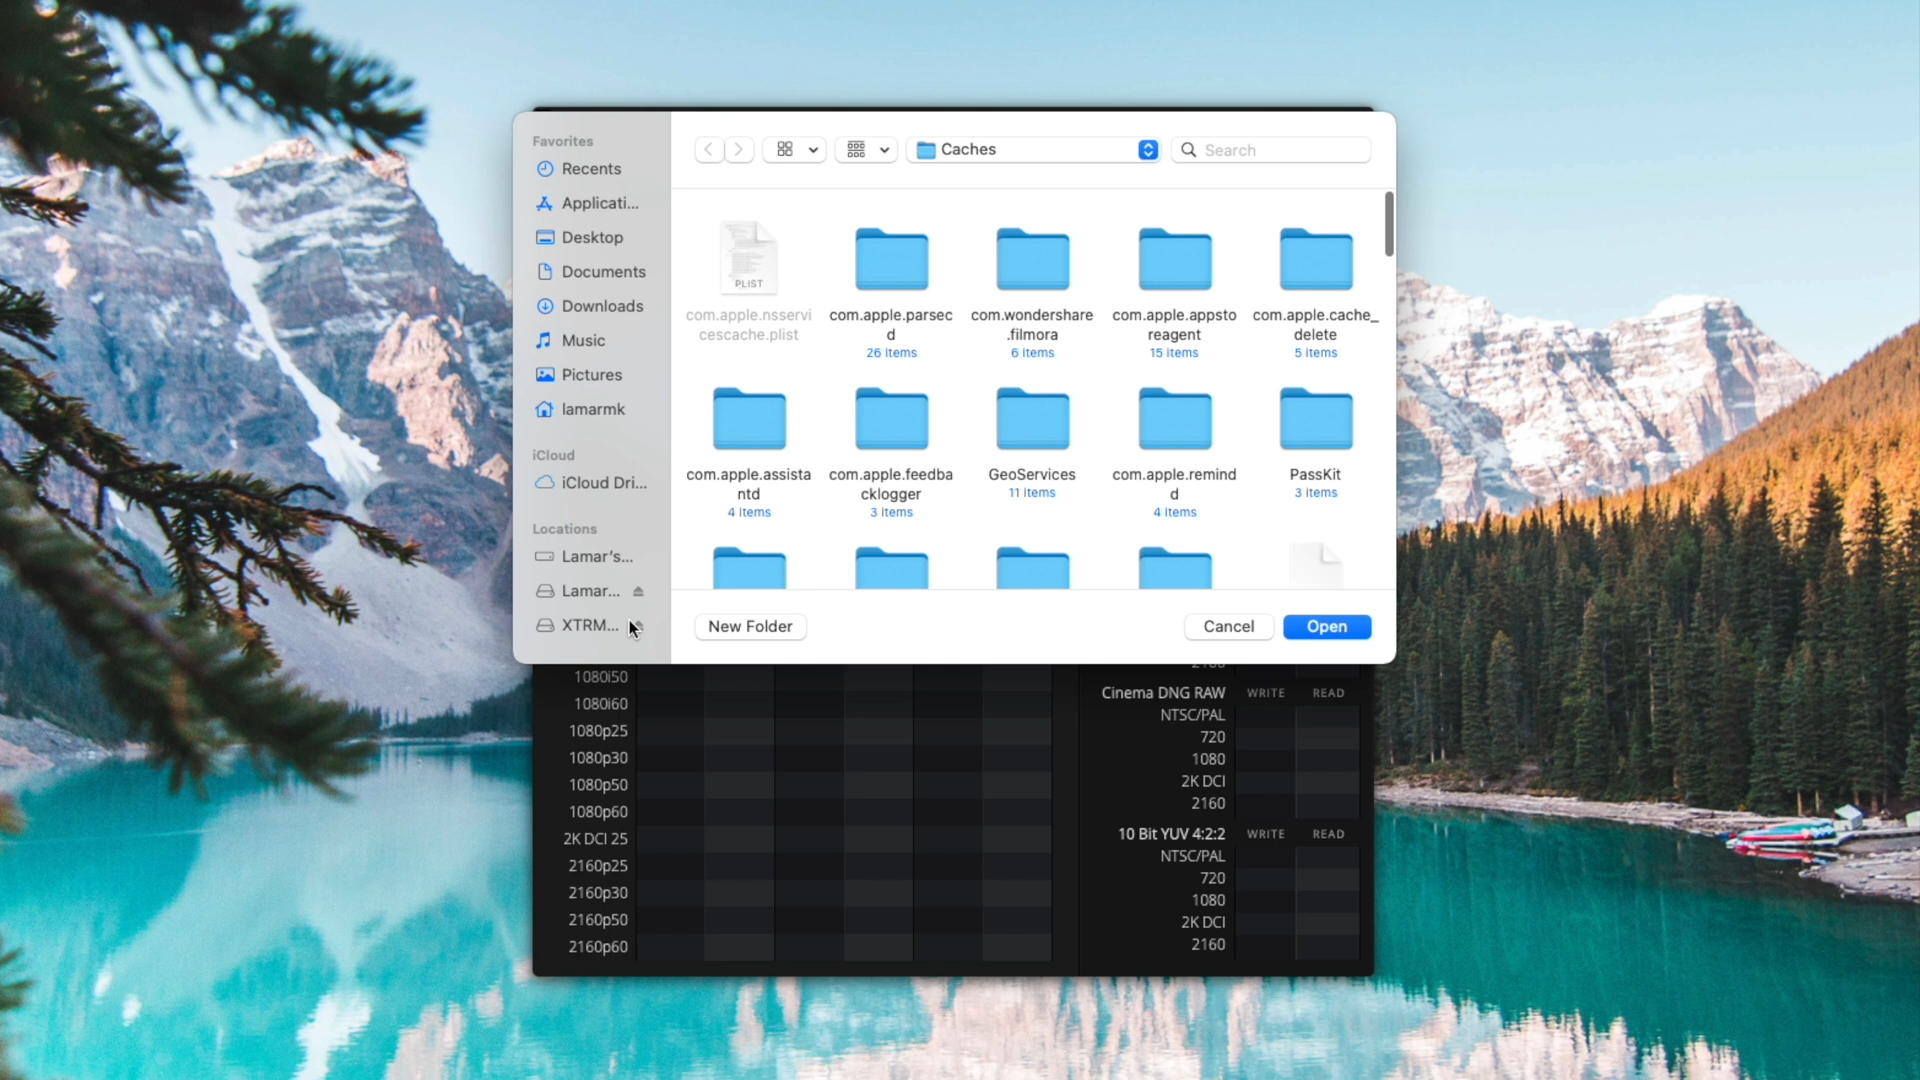 Favorites
Recents
Applicati...
Desktop
Documents
Downloads
Music
Pictures
lamarmk
iCloud
iCloud Dri...
Locations
Lamar's...
Lamar...
XTRM...
Caches
Search
PLIST
com.apple.nsservi
cescache.plist
com.apple.parsec
d
26 items
com.wondershare
.filmora
6 items
com.apple.appsto
reagent
15 items
com.apple.cache_
delete
5 items
com.apple.assista
ntd
4 items
com.apple.feedba
cklogger
3 items
GeoServices
11 items
com.apple.remind
d
4 items
PassKit
3 items
New Folder
Cancel
Open
1080i50
1080i60
1080p25
1080p30
1080p50
1080p60
2K DCI 25
2160p25
2160p30
2160p50
2160p60
Cinema DNG RAW WRITE READ
NTSC/PAL
720
1080
2K DCI
2160
10 Bit YUV 4:2:2 WRITE READ
NTSC/PAL
720
1080
2K DCI
2160